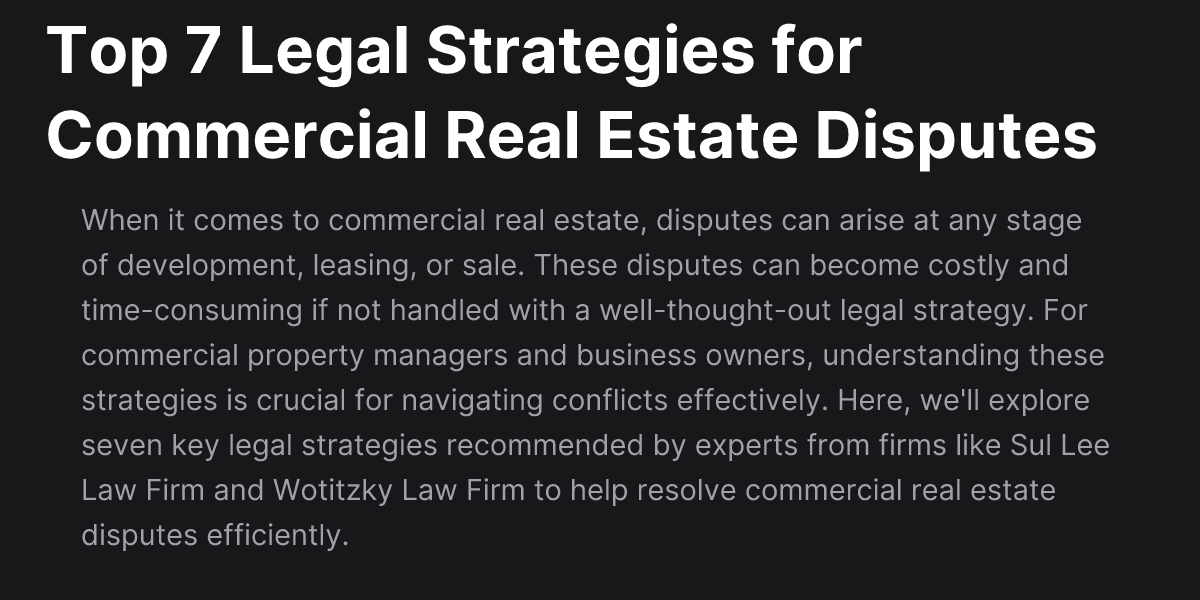 Top 7 Legal Strategies for
Commercial Real Estate Disputes
When it comes to commercial real estate, disputes can arise at any stage
of development, leasing, or sale. These disputes can become costly and
time-consuming if not handled with a well-thought-out legal strategy. For
commercial property managers and business owners, understanding these
strategies is crucial for navigating conflicts effectively. Here, we'll explore
seven key legal strategies recommended by experts from firms like Sul Lee
Law Firm and Wotitzky Law Firm to help resolve commercial real estate
disputes efficiently.